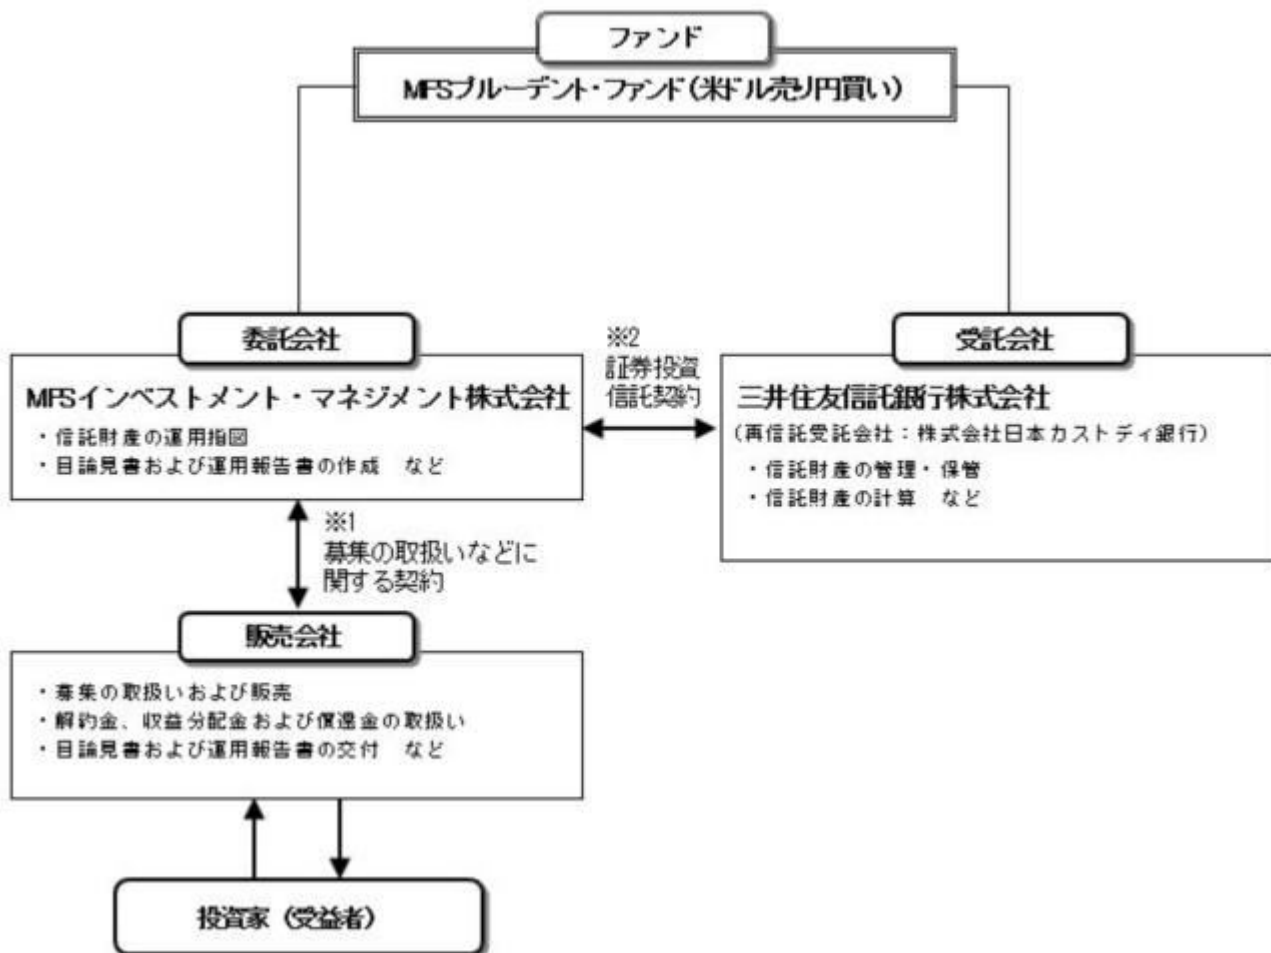 ファンド
MFSプルーデント・ファンド(米ドル売り円買い)
委託会社
MFSインベストメント・マネジメント株式会社
・信託財産の運用指図
・目論見書および運用報告書の作成 など
※2
証券投資
信託契約
受託会社
三井住友信託銀行株式会社
(再信託受託会社:株式会社日本カストディ銀行)
・信託財産の管理・保管
・信託財産の計算 など
※1
募集の取扱いなどに
関する契約
販売会社
・募集の取扱いおよび販売
・解約金、収益分配金および償還金の取扱い
・目論見書および運用報告書の交付 など
投資家(受益者)